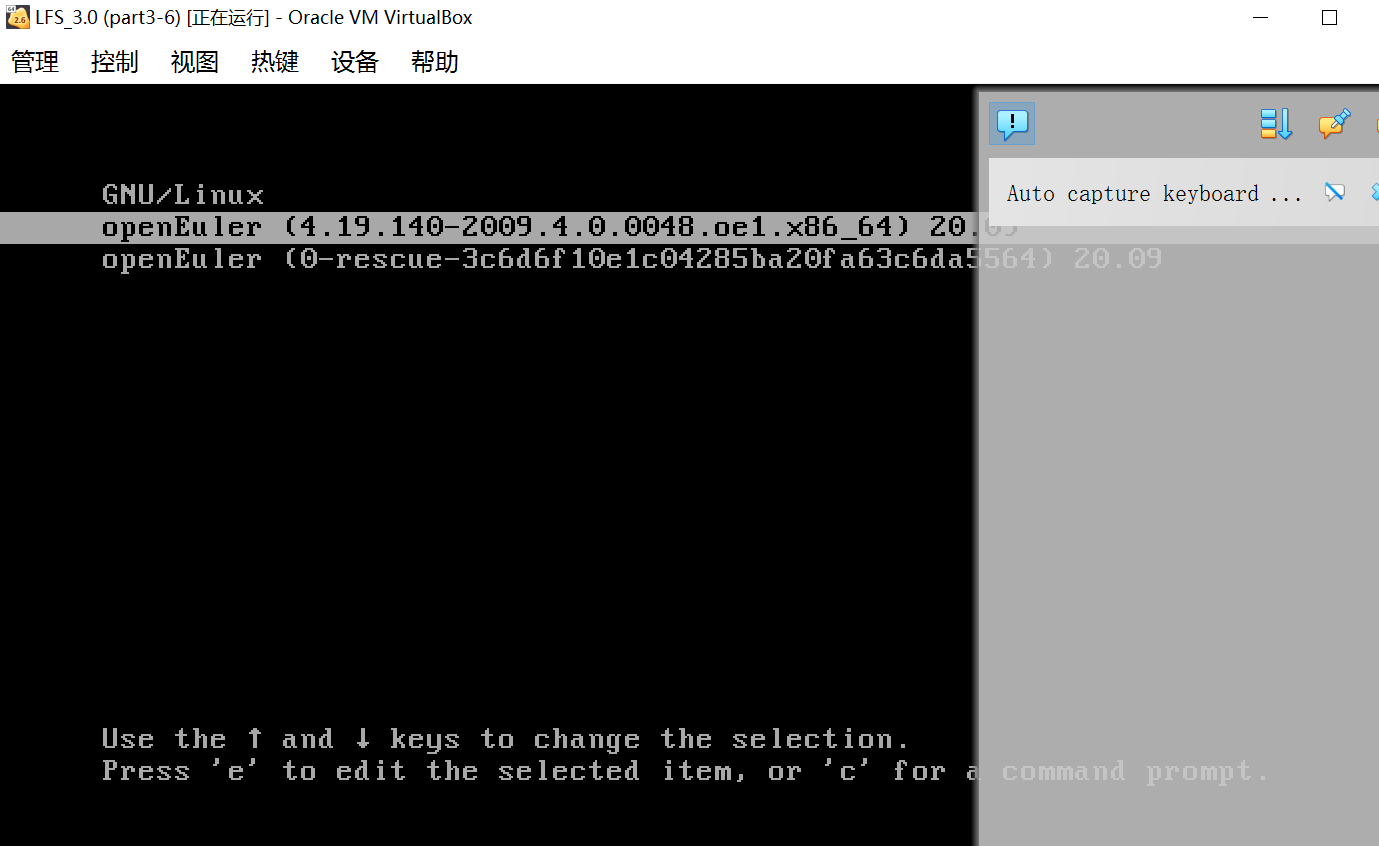 LFS_3.0 (part3-6) [正在运行] - Oracle VM VirtualBox
管理 控制 视图 热键 设备 帮助
Auto capture keyboard ...
GNU/Linux
openEuler (4.19.140-2009.4.0.0048.oe1.x86_64) 20.09
openEuler (0-rescue-3c6d6f10e1c04285ba20fa63c6da5564) 20.09
Use the ↑ and ↓ keys to change the selection.
Press 'e' to edit the selected item, or 'c' for a command prompt.